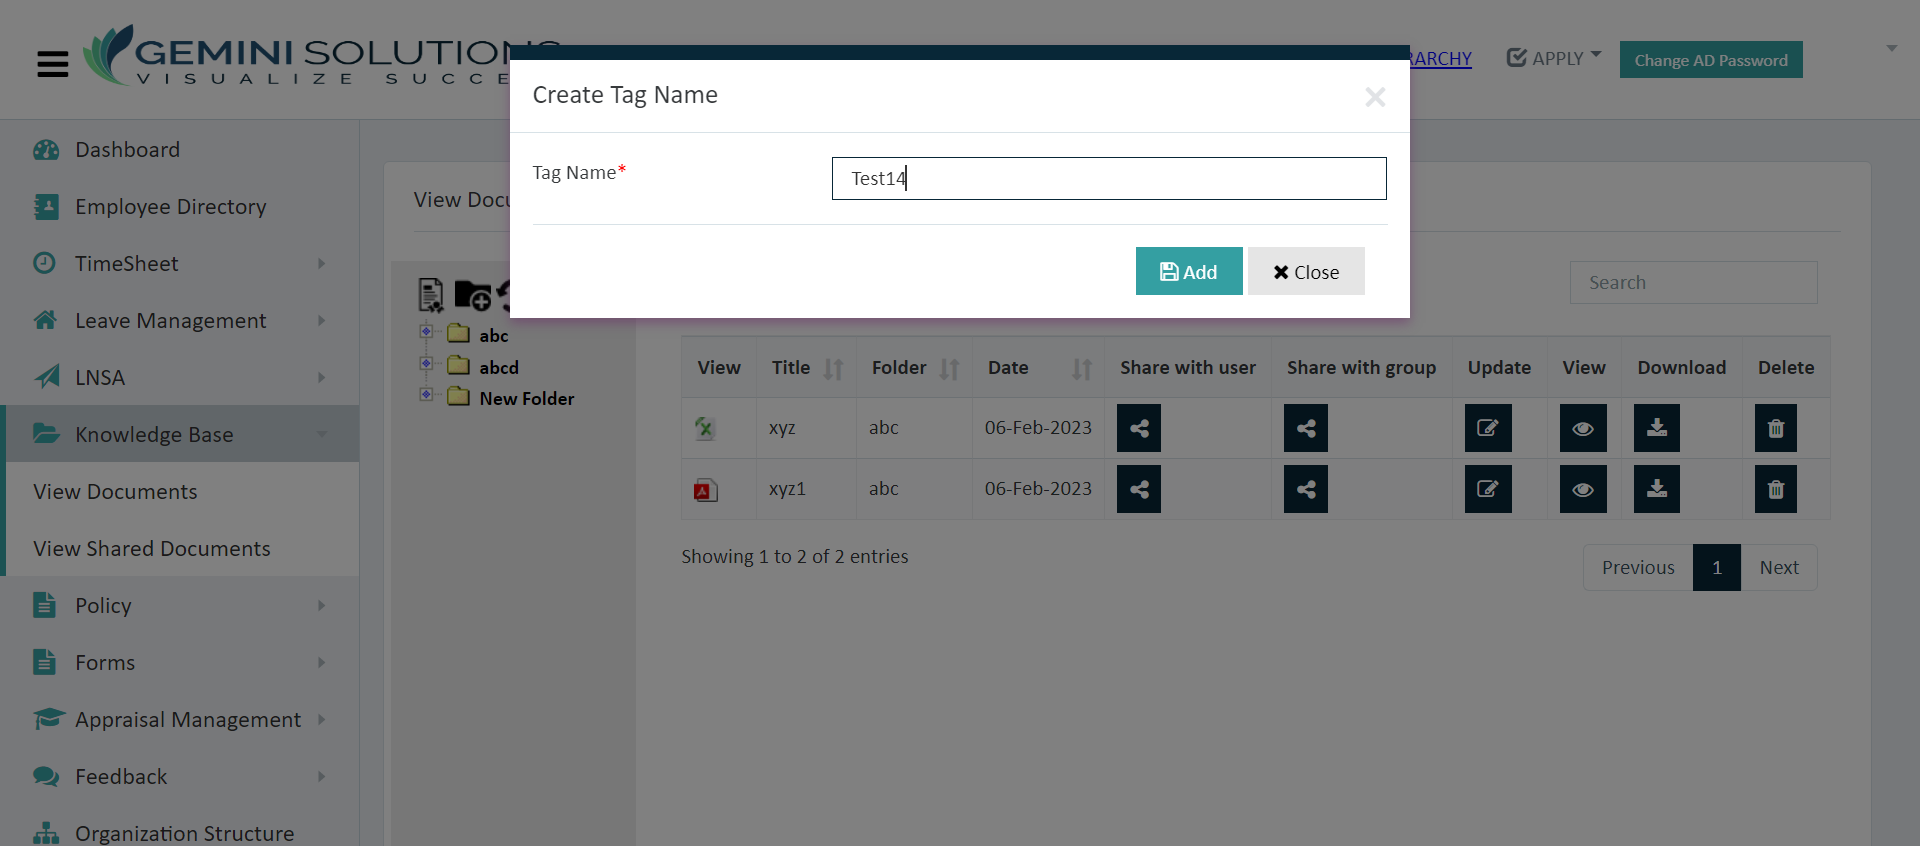 GEMINI SOLUTIONS
VISUALIZE SUCCE
RARCHY
APPLY
Change AD Password
Create Tag Name
Tag Name*
Test14
Add
Close
Dashboard
Employee Directory
TimeSheet
Leave Management
LNSA
Knowledge Base
View Documents
View Shared Documents
Policy
Forms
Appraisal Management
Feedback
Organization Structure
View Docu
abc
abcd
New Folder
Search
View Title Folder Date Share with user Share with group Update View Download Delete
xyz abc 06-Feb-2023
xyz1 abc 06-Feb-2023
Showing 1 to 2 of 2 entries
Previous 1 Next